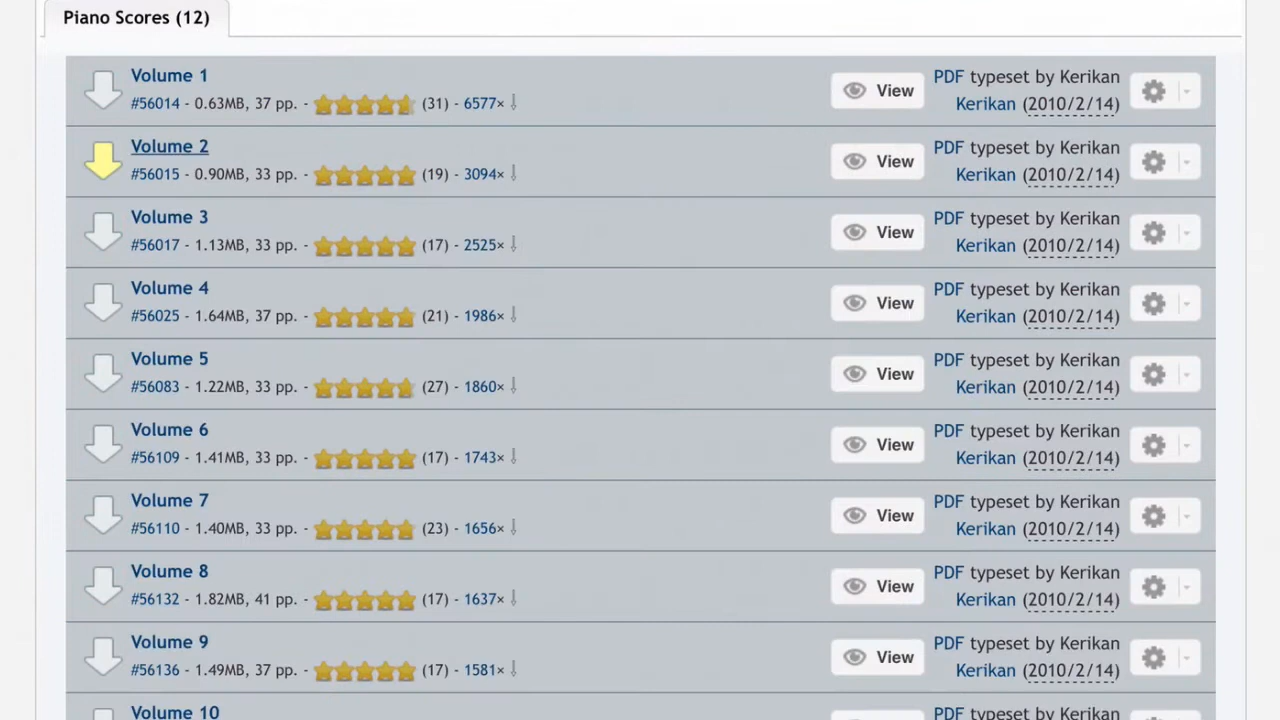 Piano Scores (12)
Volume 1
#56014 - 0.63MB, 37 pp. - (31) - 6577×
View
PDF typeset by Kerikan
Kerikan (2010/2/14)
Volume 2
#56015 - 0.90MB, 33 pp. - (19) - 3094×
View
PDF typeset by Kerikan
Kerikan (2010/2/14)
Volume 3
#56017 - 1.13MB, 33 pp. - (17) - 2525×
View
PDF typeset by Kerikan
Kerikan (2010/2/14)
Volume 4
#56025 - 1.64MB, 37 pp. - (21) - 1986×
View
PDF typeset by Kerikan
Kerikan (2010/2/14)
Volume 5
#56083 - 1.22MB, 33 pp. - (27) - 1860×
View
PDF typeset by Kerikan
Kerikan (2010/2/14)
Volume 6
#56109 - 1.41MB, 33 pp. - (17) - 1743×
View
PDF typeset by Kerikan
Kerikan (2010/2/14)
Volume 7
#56110 - 1.40MB, 33 pp. - (23) - 1656×
View
PDF typeset by Kerikan
Kerikan (2010/2/14)
Volume 8
#56132 - 1.82MB, 41 pp. - (17) - 1637×
View
PDF typeset by Kerikan
Kerikan (2010/2/14)
Volume 9
#56136 - 1.49MB, 37 pp. - (17) - 1581×
View
PDF typeset by Kerikan
Kerikan (2010/2/14)
Volume 10
PDF typeset by Kerikan